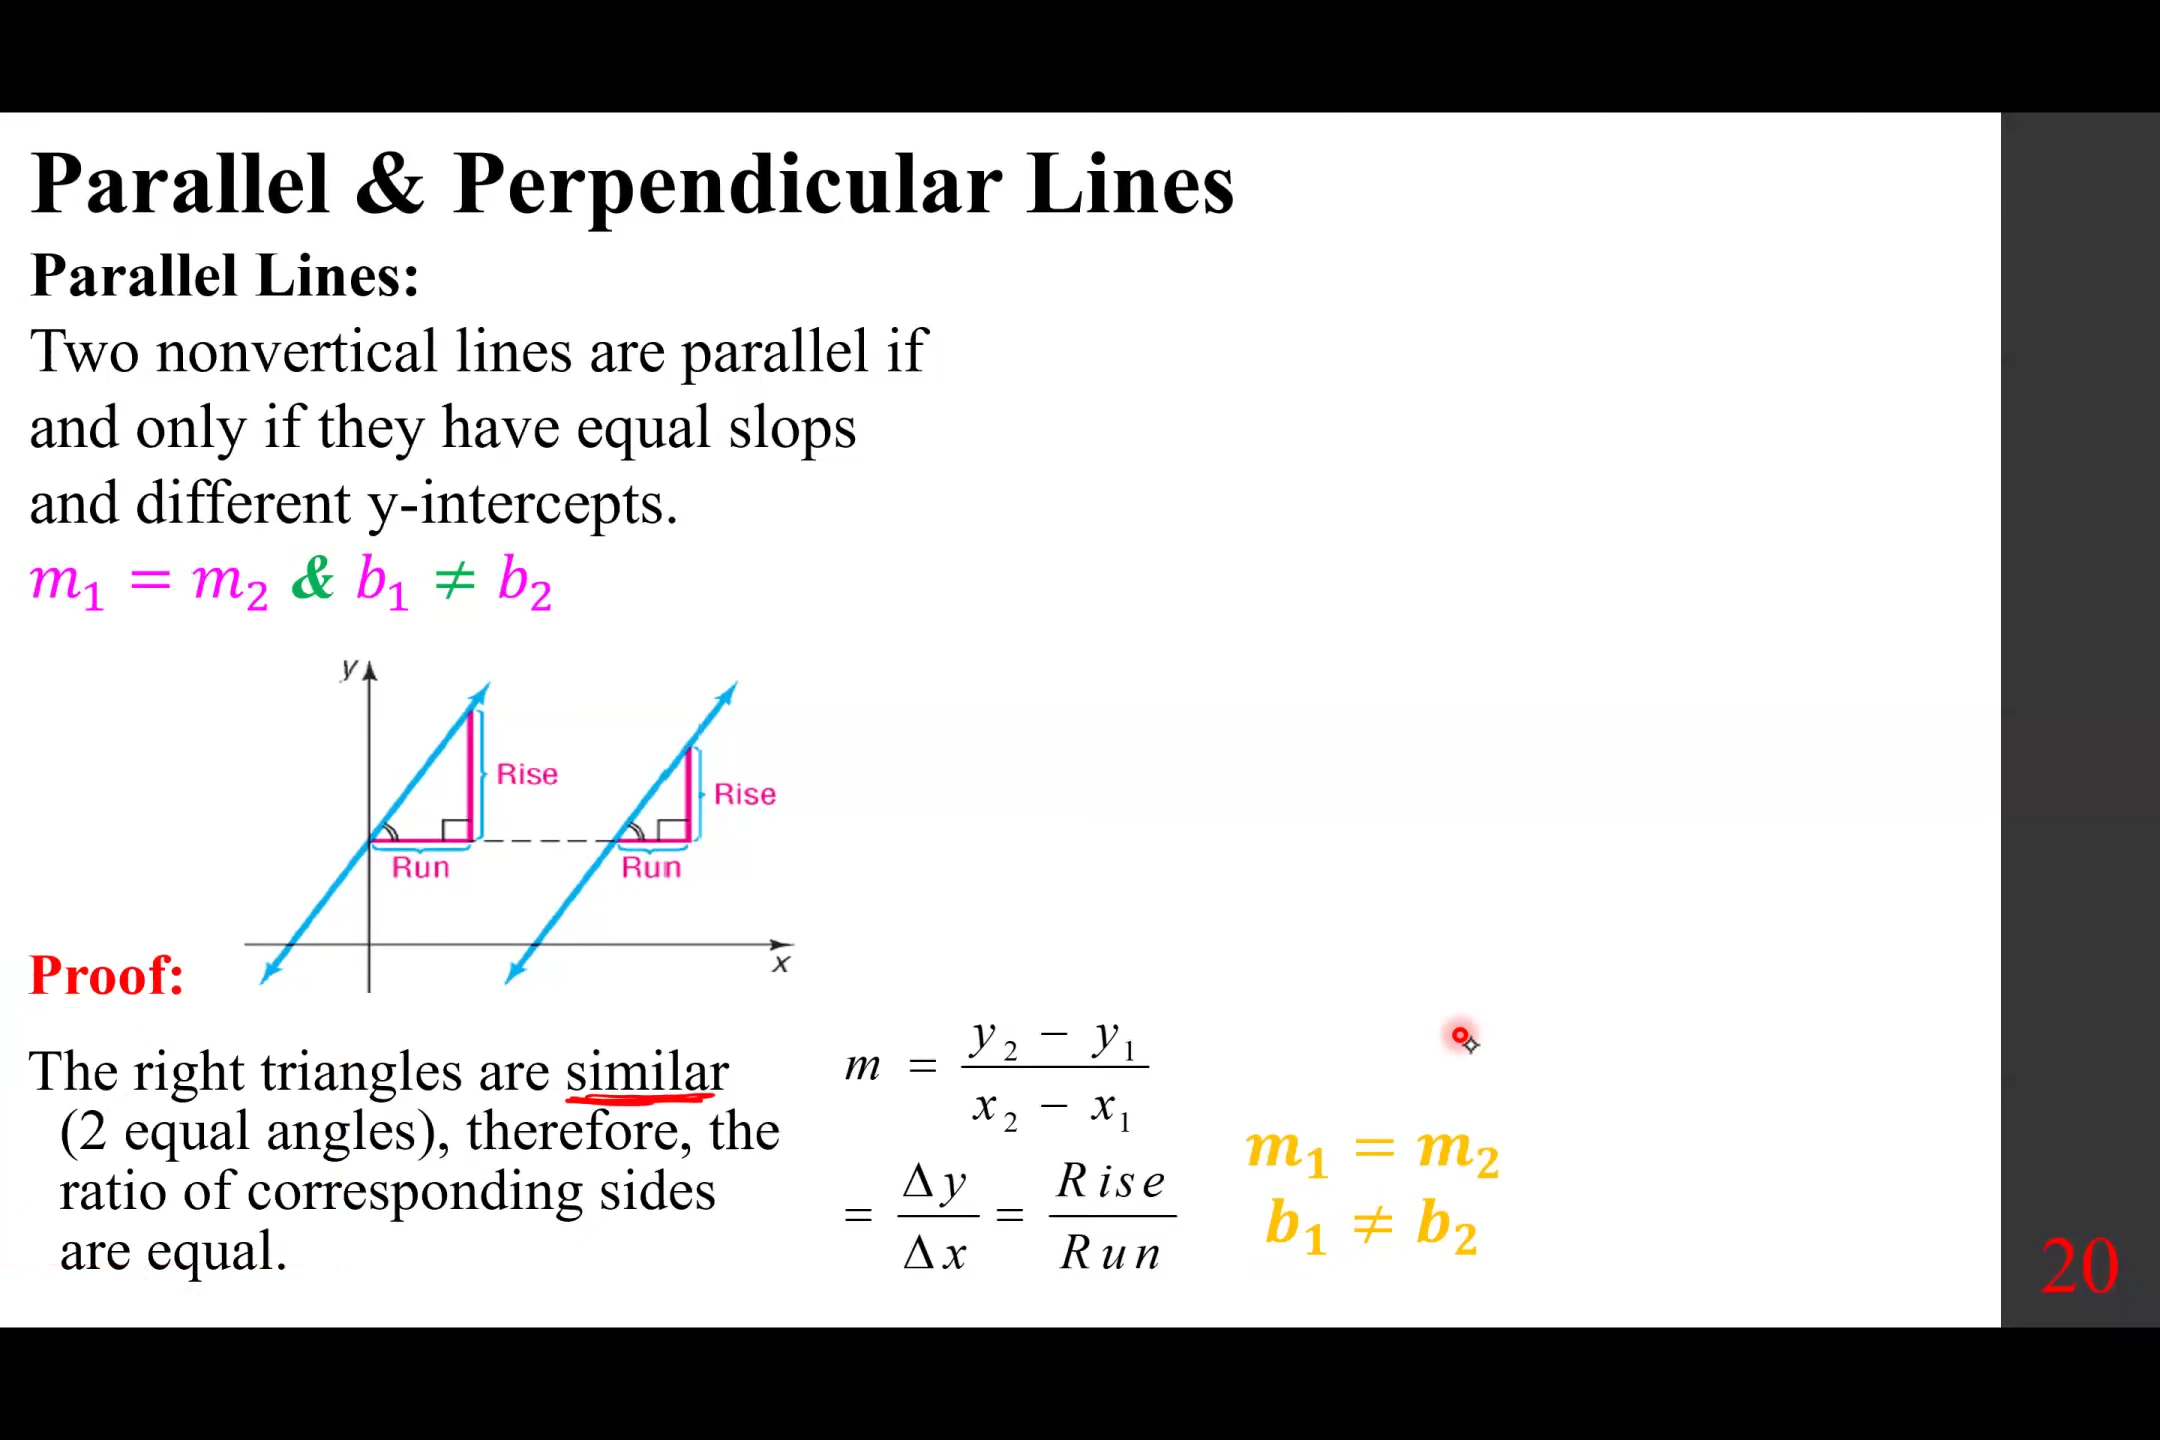 Parallel & Perpendicular Lines
Parallel Lines:
Two nonvertical lines are parallel if
and only if they have equal slops
and different y-intercepts.
m₁ = m₂ & b₁ ≠ b₂
y
Rise
Rise
Run
Run
x
Proof:
The right triangles are similar
(2 equal angles), therefore, the
ratio of corresponding sides
are equal.
m = (y₂ − y₁) / (x₂ − x₁)
= Δy / Δx = Rise / Run
m₁ = m₂
b₁ ≠ b₂
20